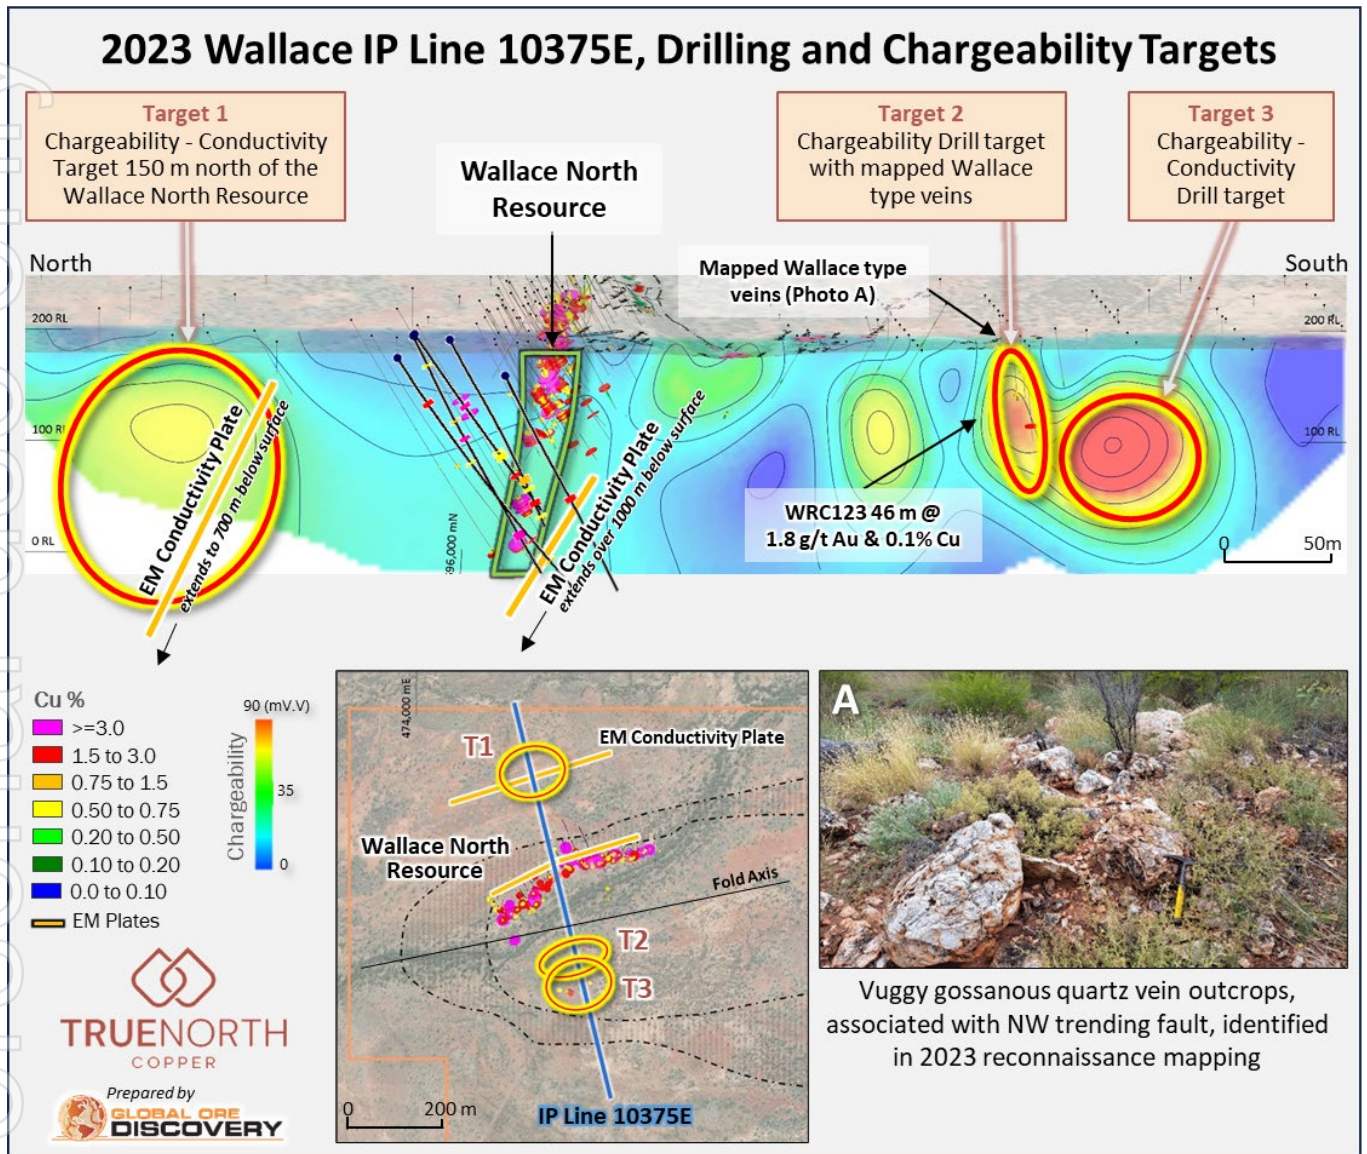 2023 Wallace IP Line 10375E, Drilling and Chargeability Targets
Target 1
Chargeability - Conductivity
Target 150 m north of the
Wallace North Resource
Wallace North
Resource
Target 2
Chargeability Drill target
with mapped Wallace
type veins
Target 3
Chargeability -
Conductivity
Drill target
North
South
Mapped Wallace type
veins (Photo A)
200 RL
200 RL
100 RL
100 RL
0 RL
EM Conductivity Plate
extends to 700 m below surface
EM Conductivity Plate
extends over 1000 m below surface
WRC123 46 m @
1.8 g/t Au & 0.1% Cu
0 50m
Cu %
>=3.0
1.5 to 3.0
0.75 to 1.5
0.50 to 0.75
0.20 to 0.50
0.10 to 0.20
0.0 to 0.10
EM Plates
90 (mV.V)
35
0
Chargeability
TRUENORTH
COPPER
Prepared by
GLOBAL ORE
DISCOVERY
474,000 mE
T1
EM Conductivity Plate
Wallace North
Resource
Fold Axis
T2
T3
0 200 m
IP Line 10375E
A
Vuggy gossanous quartz vein outcrops,
associated with NW trending fault, identified
in 2023 reconnaissance mapping